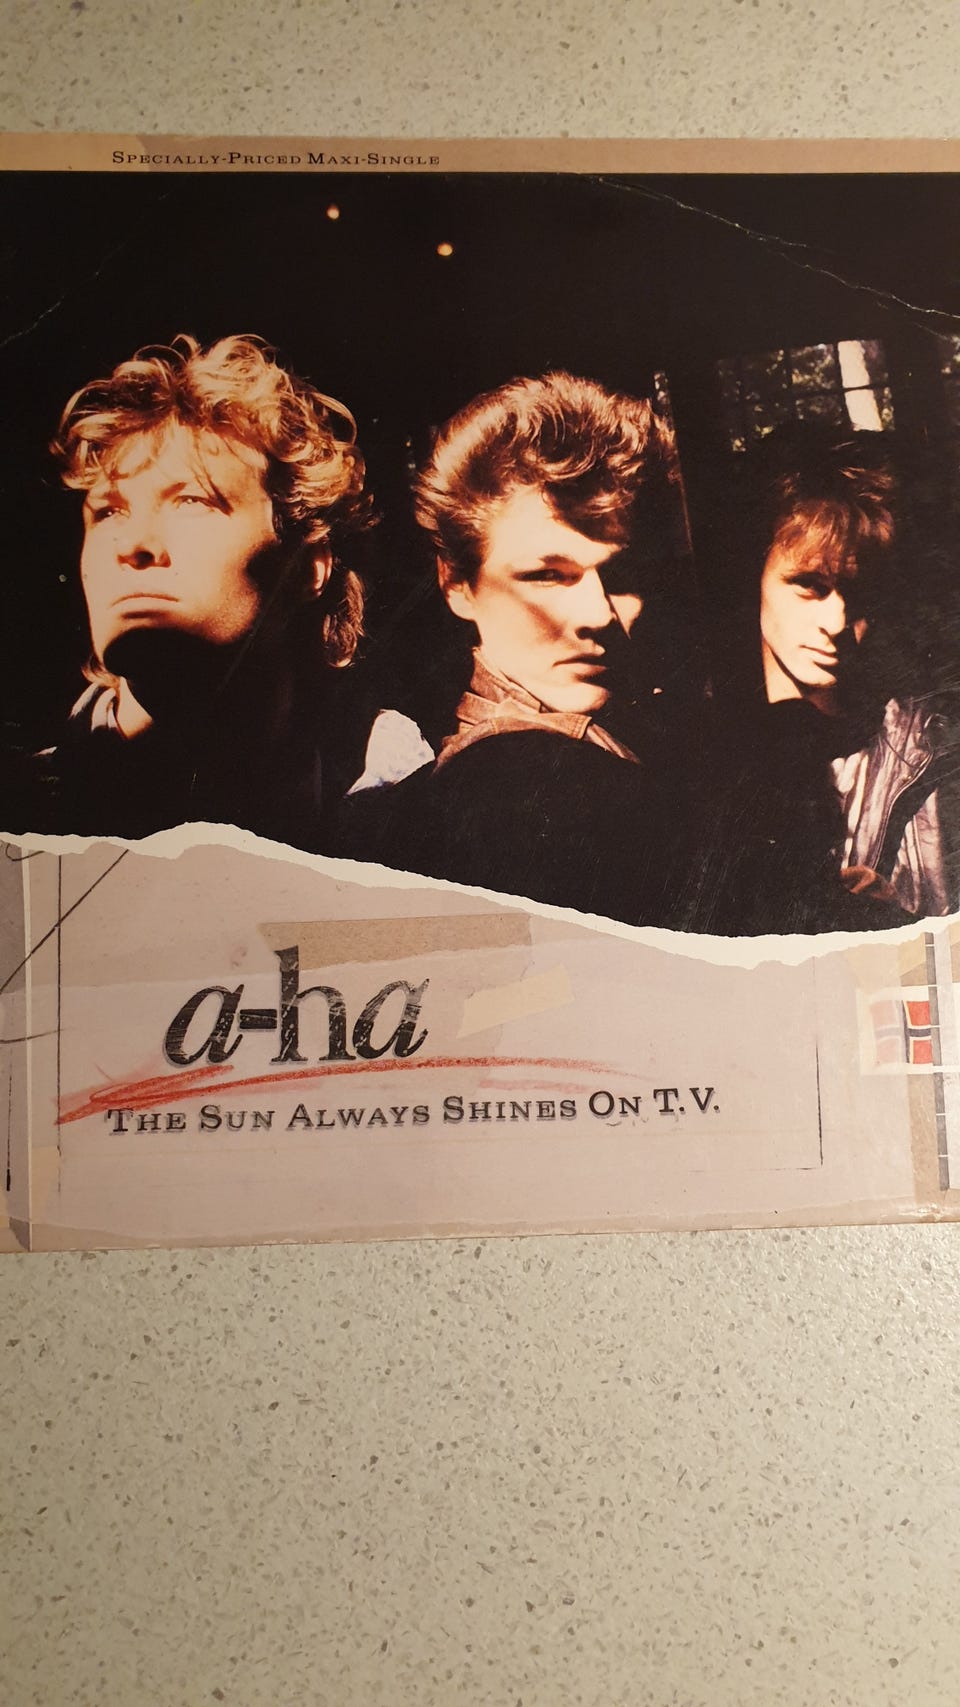 SPECIALLY-PRICED MAXI-SINGLE
a-ha
THE SUN ALWAYS SHINES ON T.V.